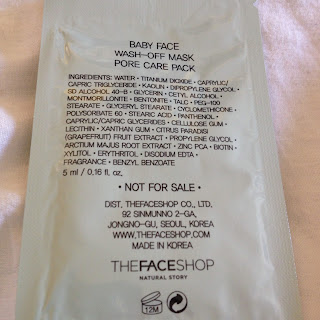 BABY FACE
WASH-OFF MASK
PORE CARE PACK
INGREDIENTS: WATER • TITANIUM DIOXIDE • CAPRYLIC/
CAPRIC TRIGLYCERIDE • KAOLIN • DIPROPYLENE GLYCOL •
SD ALCOHOL 40-B • GLYCERIN • CETYL ALCOHOL •
MONTMORILLONITE • BENTONITE • TALC • PEG-100
STEARATE • GLYCERYL STEARATE • CYCLOMETHICONE •
POLYSORBATE 60 • STEARIC ACID • PANTHENOL •
CAPRYLIC/CAPRIC GLYCERIDES • CELLULOSE GUM •
LECITHIN • XANTHAN GUM • CITRUS PARADISI
(GRAPEFRUIT) FRUIT EXTRACT • PROPYLENE GLYCOL •
ARCTIUM MAJUS ROOT EXTRACT • ZINC PCA • BIOTIN
• XYLITOL • ERYTHRITOL • DISODIUM EDTA •
FRAGRANCE • BENZYL BENZOATE
5 ml / 0.16 fl. oz.
• NOT FOR SALE •
DIST. THEFACESHOP CO., LTD.
92 SINMUNNO 2-GA,
JONGNO-GU, SEOUL, KOREA
WWW.THEFACESHOP.COM
MADE IN KOREA
THEFACESHOP
NATURAL STORY
12M